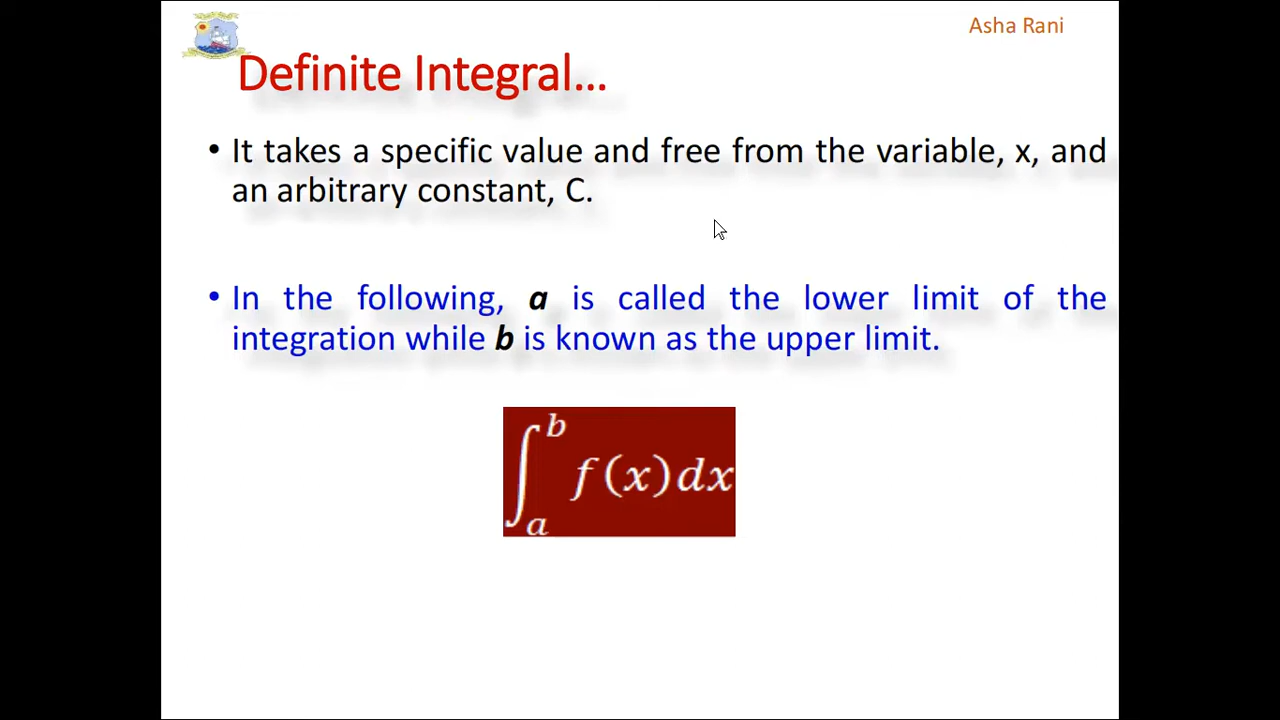 Asha Rani
Definite Integral...
• It takes a specific value and free from the variable, x, and
an arbitrary constant, C.
• In the following, a is called the lower limit of the
integration while b is known as the upper limit.
∫_a^b f(x)dx